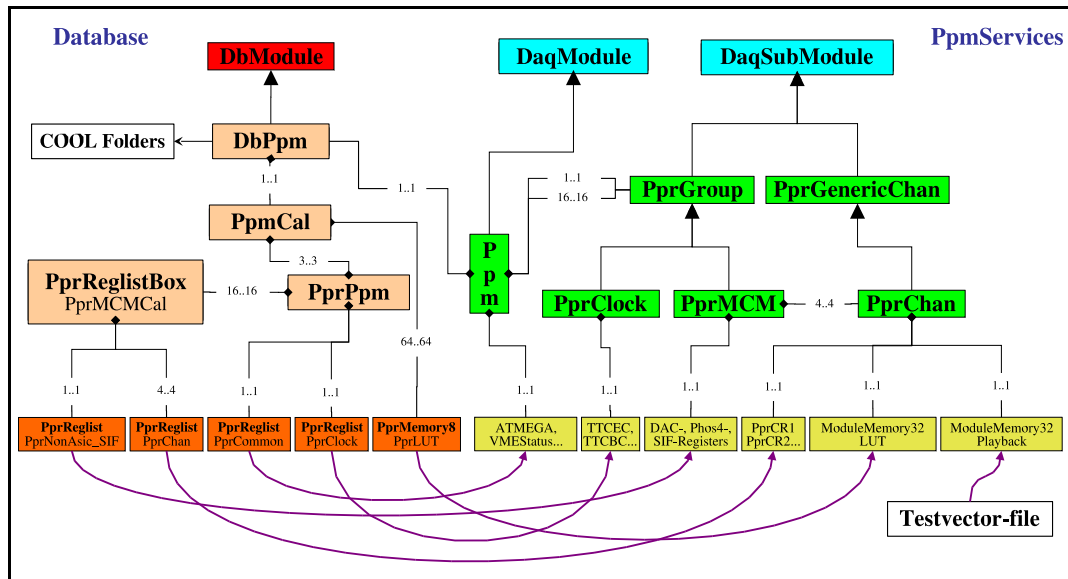 Database
PpmServices
DbModule
DaqModule
DaqSubModule
COOL Folders
DbPpm
1..1
1..1
1..1
16..16
PprGroup
PprGenericChan
PpmCal
3..3
P
p
m
PprReglistBox
PprMCMCal
16..16
PprPpm
PprClock
PprMCM
4..4
PprChan
64..64
1..1
4..4
1..1
1..1
1..1
1..1
1..1
1..1
1..1
1..1
PprReglist
PprNonAsic_SIF
PprReglist
PprChan
PprReglist
PprCommon
PprReglist
PprClock
PprMemory8
PprLUT
ATMEGA,
VMEStatus...
TTCEC,
TTCBC...
DAC-, Phos4-,
SIF-Registers
PprCR1
PprCR2...
ModuleMemory32
LUT
ModuleMemory32
Playback
Testvector-file